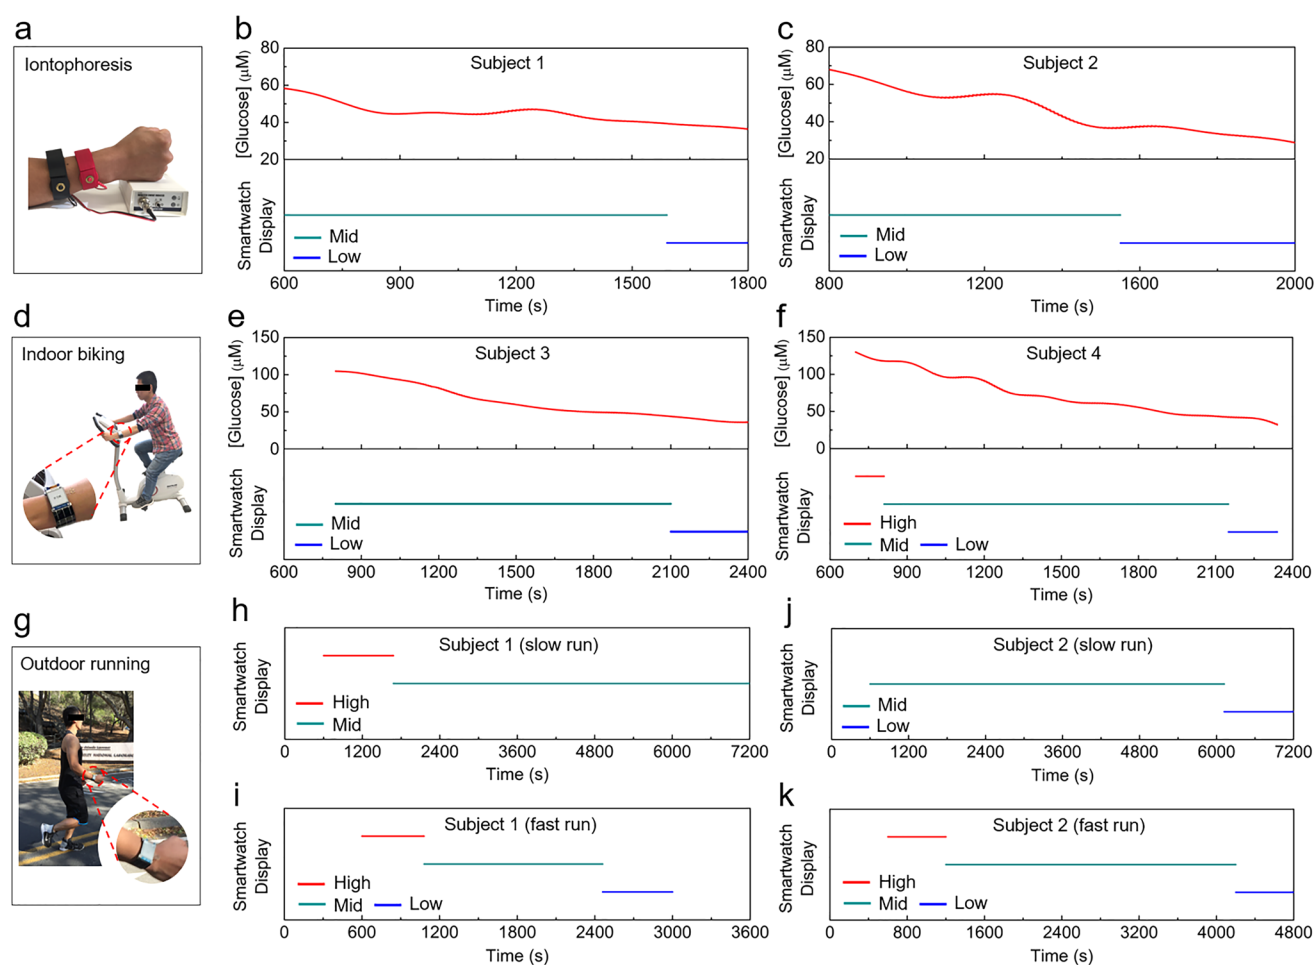 a
Iontophoresis
b
Subject 1
[Glucose] (μM)
80
60
40
20
Smartwatch
Display
Mid
Low
600
900
1200
1500
1800
Time (s)
c
Subject 2
[Glucose] (μM)
80
60
40
20
Smartwatch
Display
Mid
Low
800
1200
1600
2000
Time (s)
d
Indoor biking
e
Subject 3
[Glucose] (μM)
150
100
50
0
Smartwatch
Display
Mid
Low
600
900
1200
1500
1800
2100
2400
Time (s)
f
Subject 4
[Glucose] (μM)
150
100
50
0
Smartwatch
Display
High
Mid
Low
600
900
1200
1500
1800
2100
2400
Time (s)
g
Outdoor running
h
Subject 1 (slow run)
Smartwatch
Display
High
Mid
0
1200
2400
3600
4800
6000
7200
Time (s)
j
Subject 2 (slow run)
Smartwatch
Display
Mid
Low
0
1200
2400
3600
4800
6000
7200
Time (s)
i
Subject 1 (fast run)
Smartwatch
Display
High
Mid
Low
0
600
1200
1800
2400
3000
3600
Time (s)
k
Subject 2 (fast run)
Smartwatch
Display
High
Mid
Low
0
800
1600
2400
3200
4000
4800
Time (s)